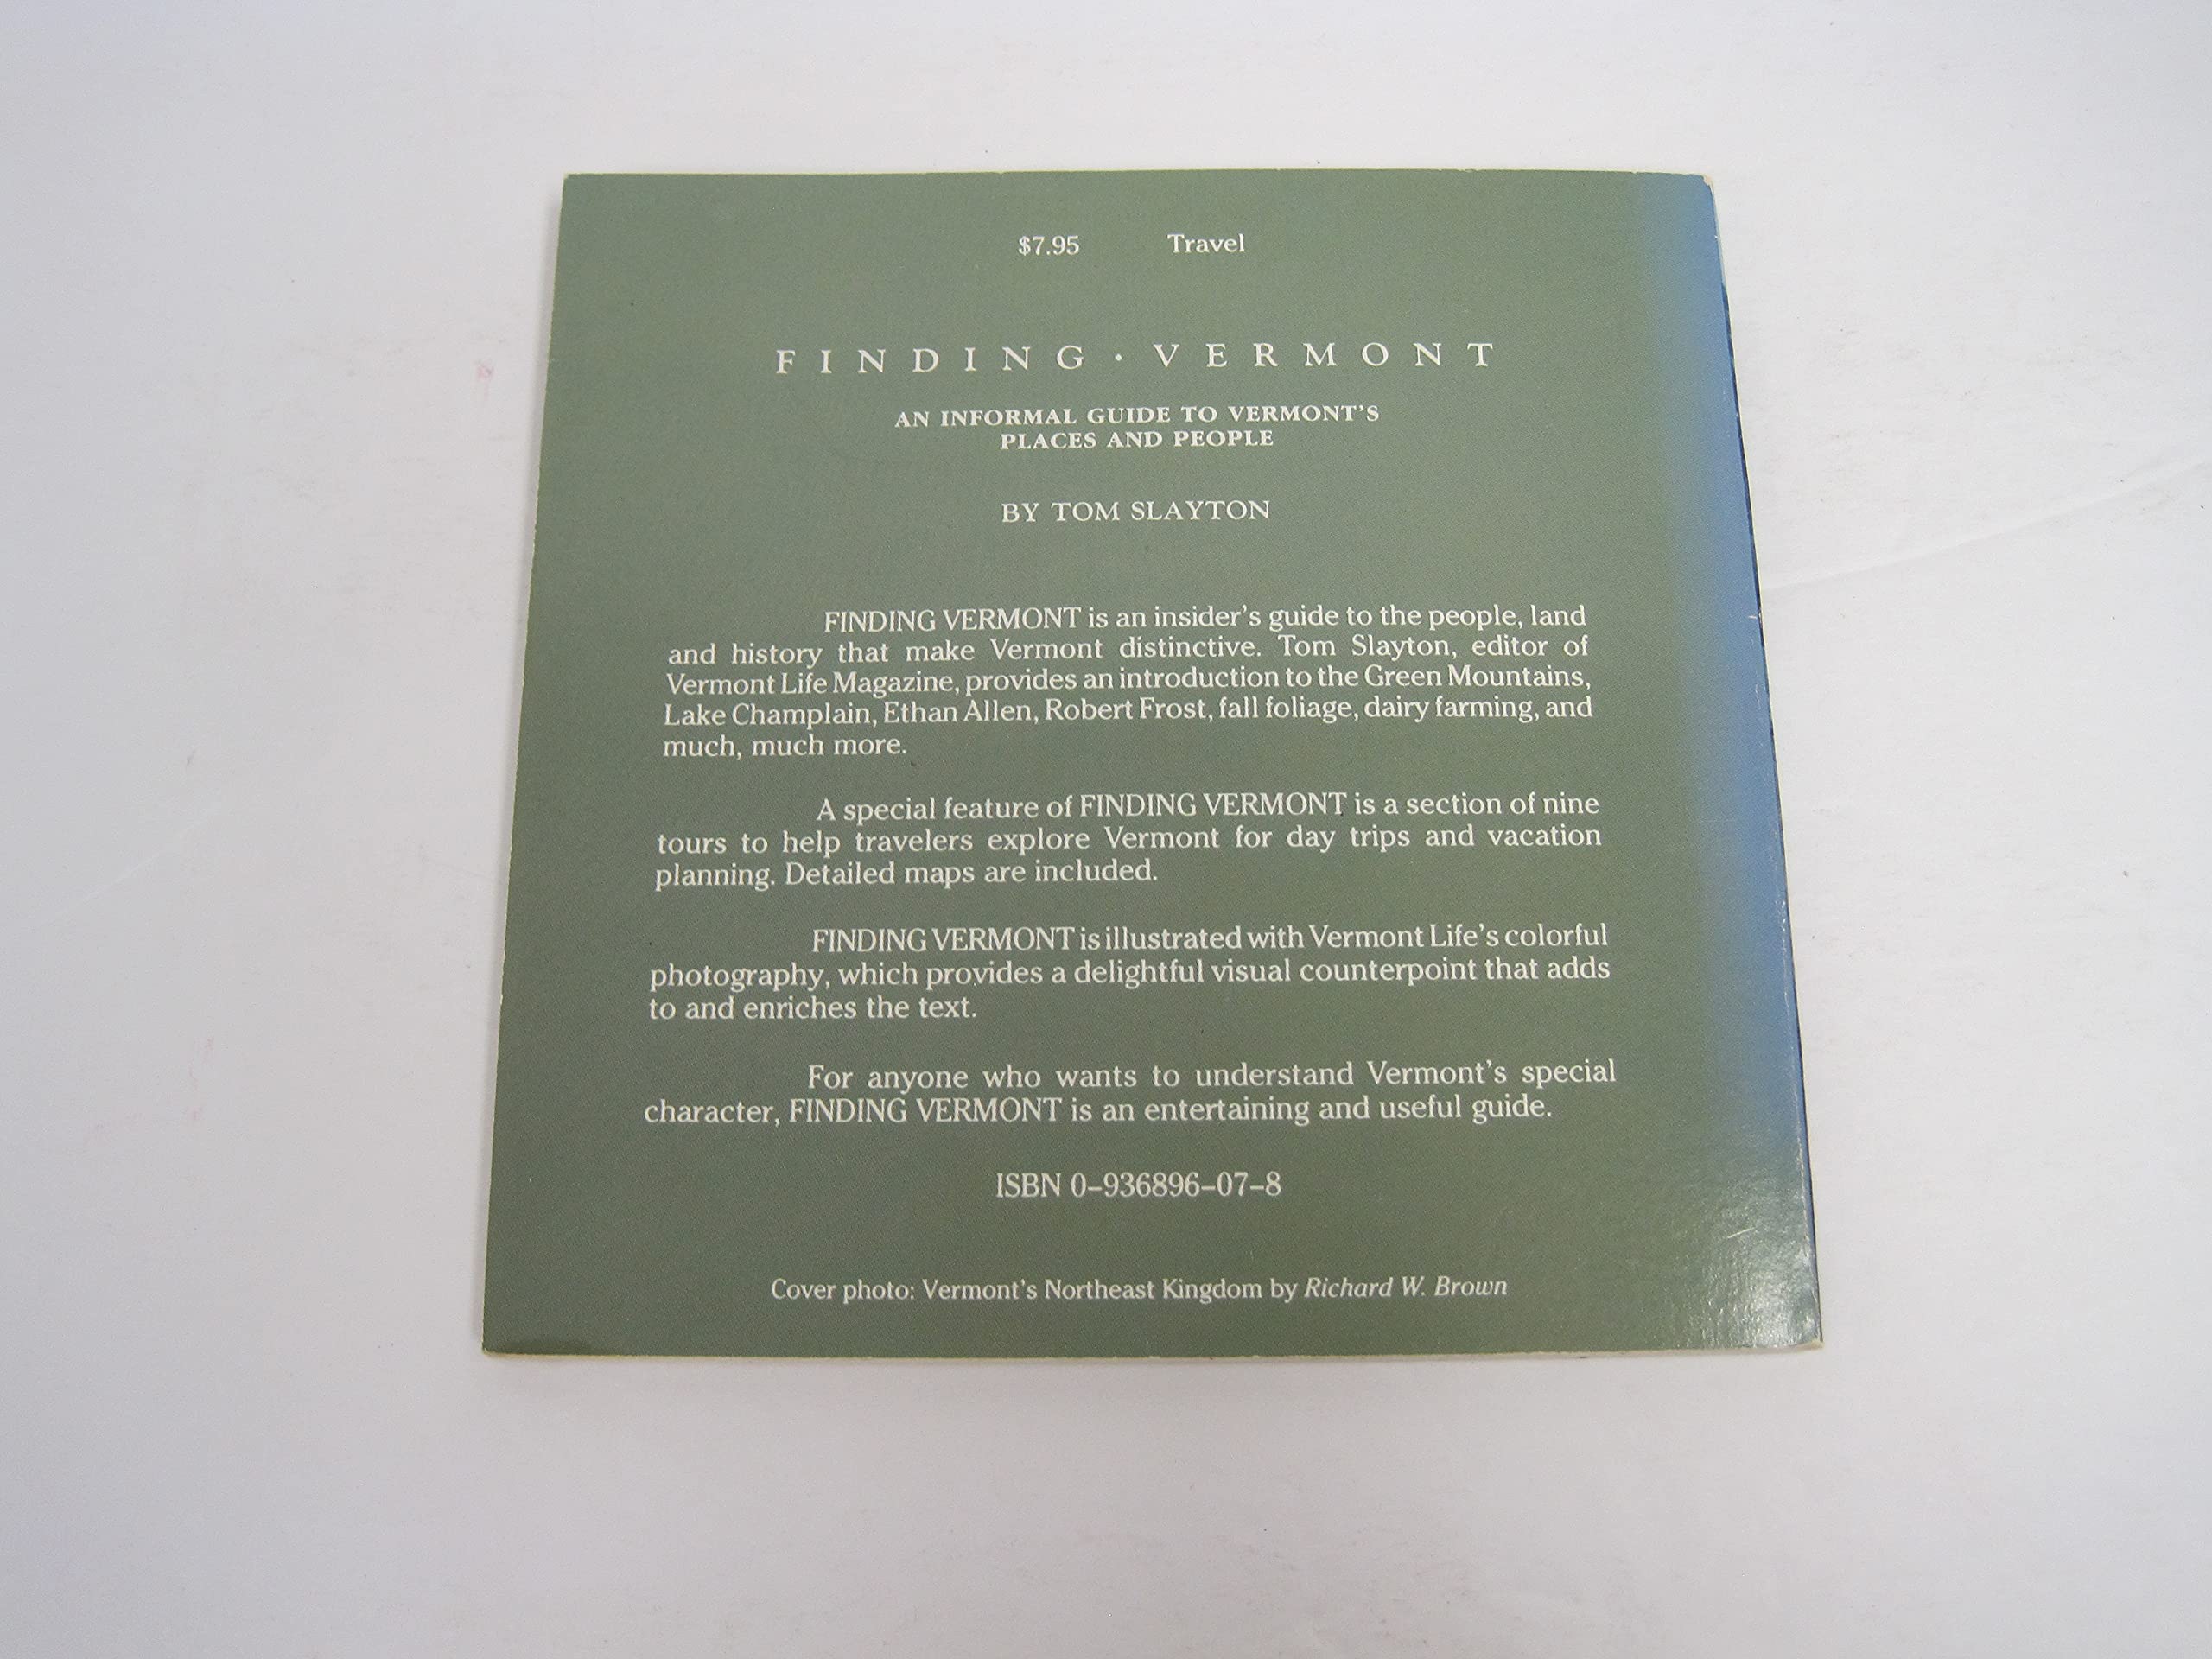 $7.95 Travel
FINDING · VERMONT
AN INFORMAL GUIDE TO VERMONT'S
PLACES AND PEOPLE
BY TOM SLAYTON
FINDING VERMONT is an insider's guide to the people, land
and history that make Vermont distinctive. Tom Slayton, editor of
Vermont Life Magazine, provides an introduction to the Green Mountains,
Lake Champlain, Ethan Allen, Robert Frost, fall foliage, dairy farming, and
much, much more.
A special feature of FINDING VERMONT is a section of nine
tours to help travelers explore Vermont for day trips and vacation
planning. Detailed maps are included.
FINDING VERMONT is illustrated with Vermont Life's colorful
photography, which provides a delightful visual counterpoint that adds
to and enriches the text.
For anyone who wants to understand Vermont's special
character, FINDING VERMONT is an entertaining and useful guide.
ISBN 0–936896–07–8
Cover photo: Vermont's Northeast Kingdom by Richard W. Brown